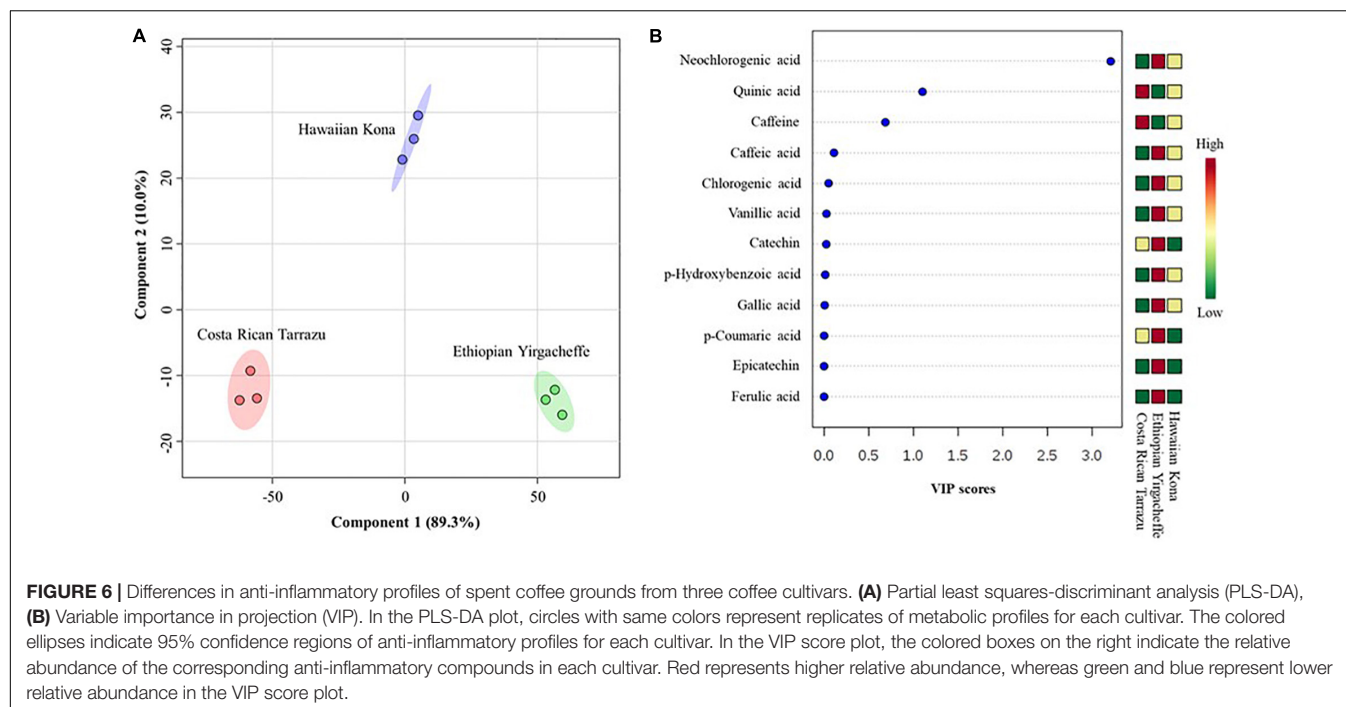 A
40
30
20
10
0
-10
-20
Component 2 (10.0%)
Hawaiian Kona
Costa Rican Tarrazu
Ethiopian Yirgacheffe
-50
0
50
Component 1 (89.3%)
B
Neochlorogenic acid
Quinic acid
Caffeine
Caffeic acid
Chlorogenic acid
Vanillic acid
Catechin
p-Hydroxybenzoic acid
Gallic acid
p-Coumaric acid
Epicatechin
Ferulic acid
0.0 0.5 1.0 1.5 2.0 2.5 3.0
VIP scores
High
Low
Costa Rican Tarrazu
Ethiopian Yirgacheffe
Hawaiian Kona
FIGURE 6 | Differences in anti-inflammatory profiles of spent coffee grounds from three coffee cultivars. (A) Partial least squares-discriminant analysis (PLS-DA),
(B) Variable importance in projection (VIP). In the PLS-DA plot, circles with same colors represent replicates of metabolic profiles for each cultivar. The colored
ellipses indicate 95% confidence regions of anti-inflammatory profiles for each cultivar. In the VIP score plot, the colored boxes on the right indicate the relative
abundance of the corresponding anti-inflammatory compounds in each cultivar. Red represents higher relative abundance, whereas green and blue represent lower
relative abundance in the VIP score plot.